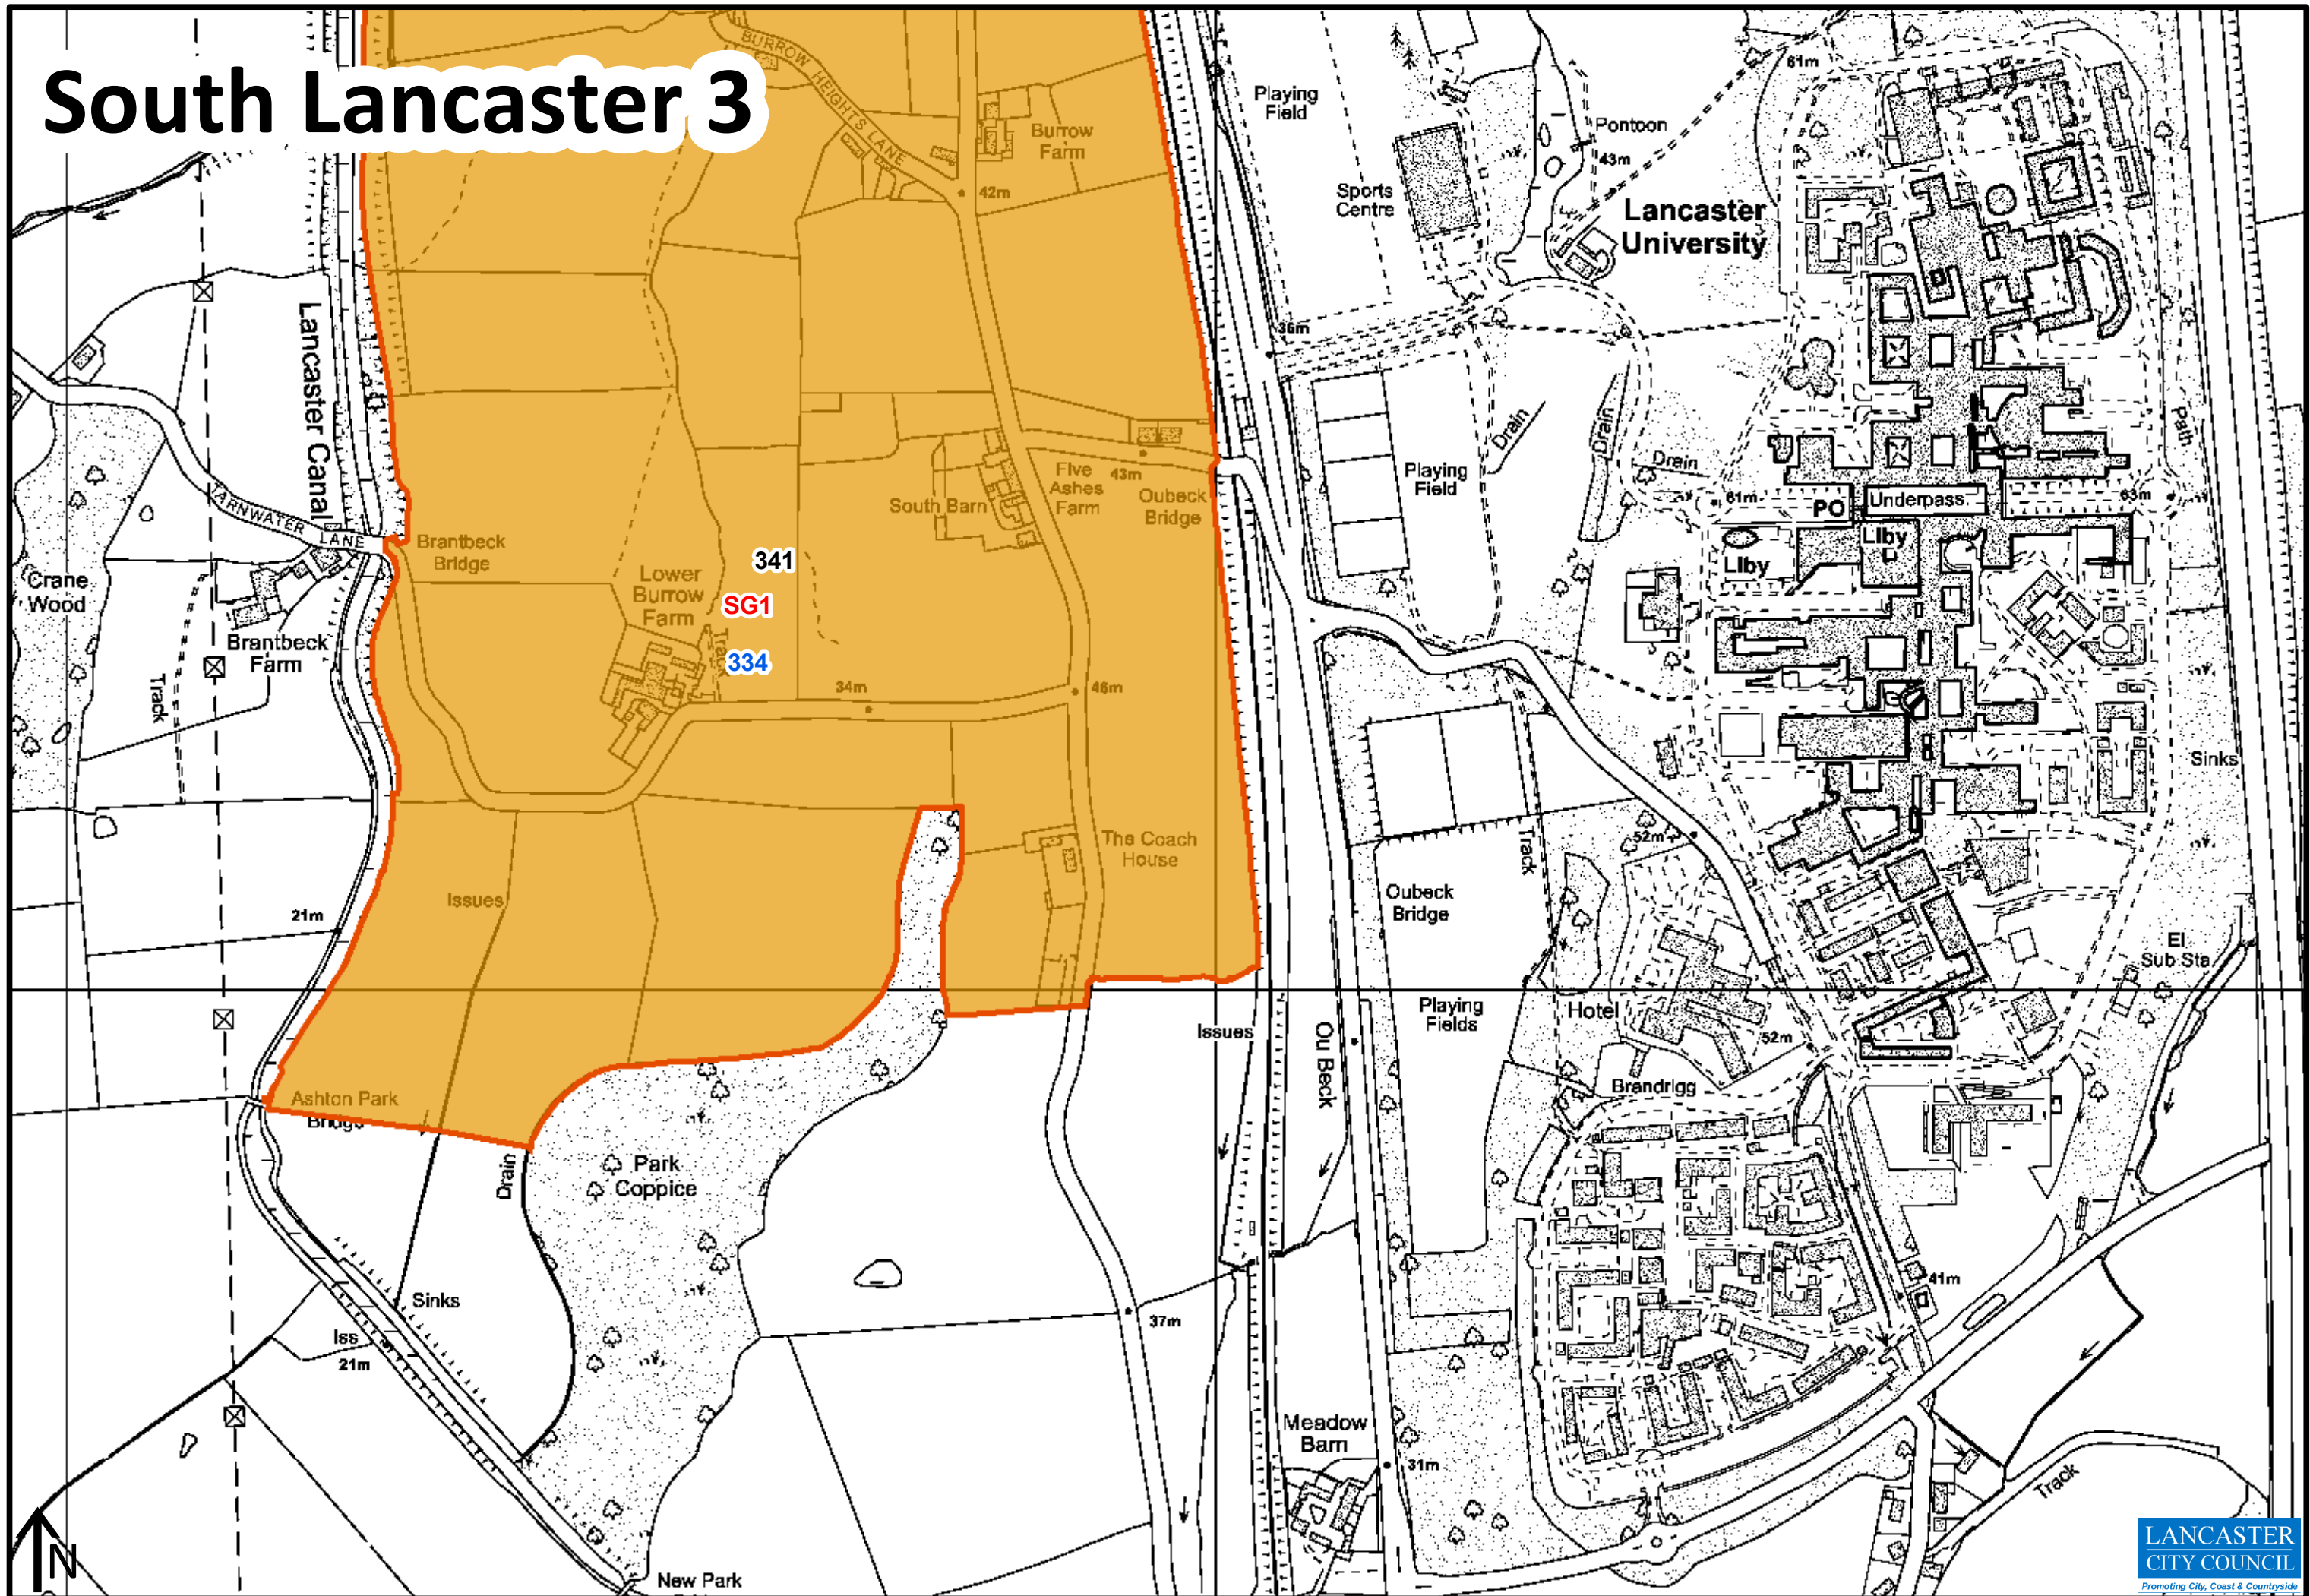 South Lancaster 3
BURROW HEIGHTS LANE
Burrow
Farm
42m
Playing
Field
61m
Pontoon
43m
Sports
Centre
Lancaster
University
Lancaster Canal
36m
Drain
Drain
Drain
Path
Playing
Field
Five
Ashes
Farm
43m
Oubeck
Bridge
South Barn
61m
PO
Underpass
63m
Liby
Liby
TARNWATER
LANE
Brantbeck
Bridge
Crane
Wood
Brantbeck
Farm
Track
Lower
Burrow
Farm
341
SG1
334
Track
34m
46m
Sinks
The Coach
House
52m
Track
Issues
21m
Oubeck
Bridge
El
Sub Sta
Playing
Fields
Hotel
52m
Issues
Ou Beck
Brandrigg
Ashton Park
Bridge
Drain
Park
Coppice
Sinks
Iss
21m
37m
41m
Meadow
Barn
31m
Track
N
New Park
LANCASTER
CITY COUNCIL
Promoting City, Coast & Countryside